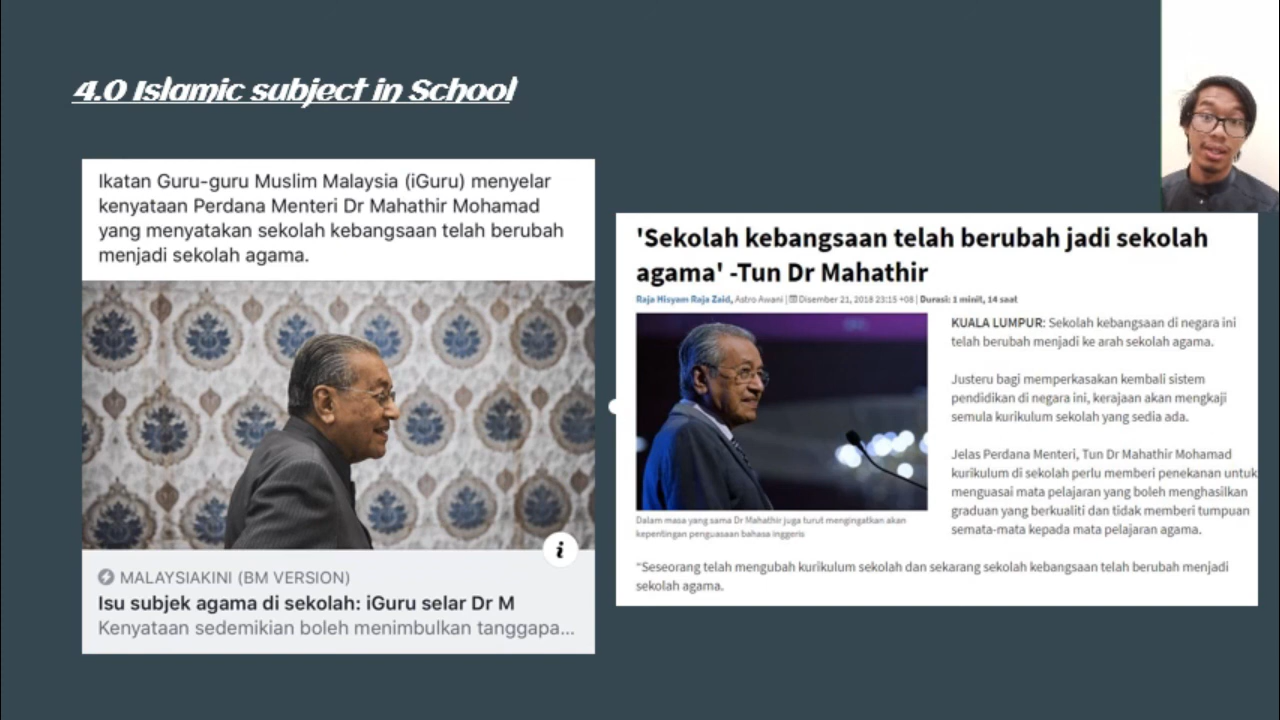 4.0 Islamic subject in School
Ikatan Guru-guru Muslim Malaysia (iGuru) menyelar
kenyataan Perdana Menteri Dr Mahathir Mohamad
yang menyatakan sekolah kebangsaan telah berubah
menjadi sekolah agama.
i
MALAYSIAKINI (BM VERSION)
Isu subjek agama di sekolah: iGuru selar Dr M
Kenyataan sedemikian boleh menimbulkan tanggapa...
'Sekolah kebangsaan telah berubah jadi sekolah
agama' -Tun Dr Mahathir
Raja Hisyam Raja Zaid, Astro Awani | Disember 21, 2018 23:15 +08 | Durasi: 1 minit, 14 saat
KUALA LUMPUR: Sekolah kebangsaan di negara ini
telah berubah menjadi ke arah sekolah agama.
Justeru bagi memperkasakan kembali sistem
pendidikan di negara ini, kerajaan akan mengkaji
semula kurikulum sekolah yang sedia ada.
Jelas Perdana Menteri, Tun Dr Mahathir Mohamad
kurikulum di sekolah perlu memberi penekanan untuk
menguasai mata pelajaran yang boleh menghasilkan
graduan yang berkualiti dan tidak memberi tumpuan
semata-mata kepada mata pelajaran agama.
Dalam masa yang sama Dr Mahathir juga turut mengingatkan akan
kepentingan penguasaan bahasa inggeris
“Seseorang telah mengubah kurikulum sekolah dan sekarang sekolah kebangsaan telah berubah menjadi
sekolah agama.